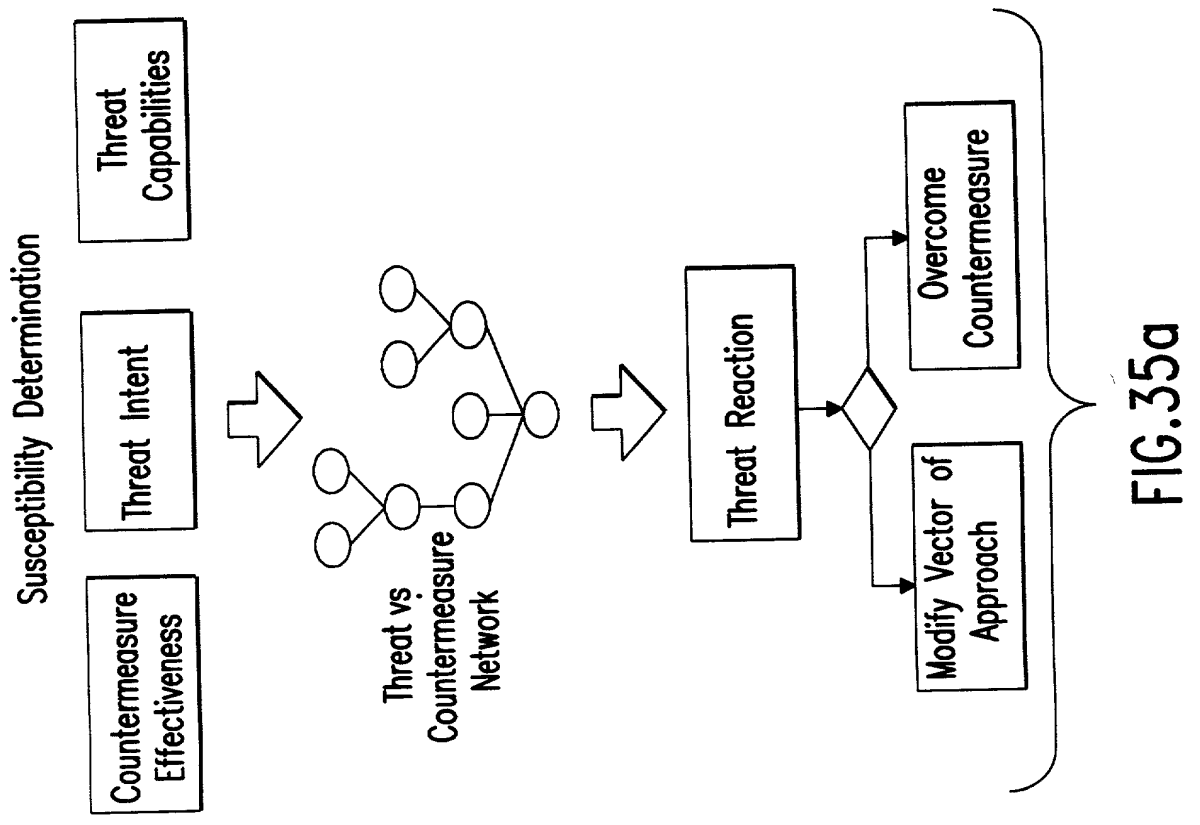 Susceptibility Determination
Countermeasure
Effectiveness
Threat Intent
Threat
Capabilities
Threat vs
Countermeasure
Network
Threat Reaction
Modify Vector of
Approach
Overcome
Countermeasure
FIG.35a